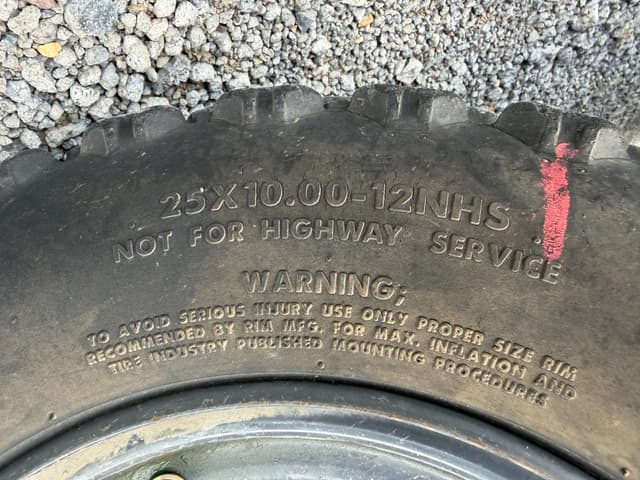 25X10.00-12NHS
NOT FOR HIGHWAY SERVICE
WARNING;
TO AVOID SERIOUS INJURY USE ONLY PROPER SIZE RIM
RECOMMENDED BY RIM MFG. FOR MAX. INFLATION AND
TIRE INDUSTRY PUBLISHED MOUNTING PROCEDURES